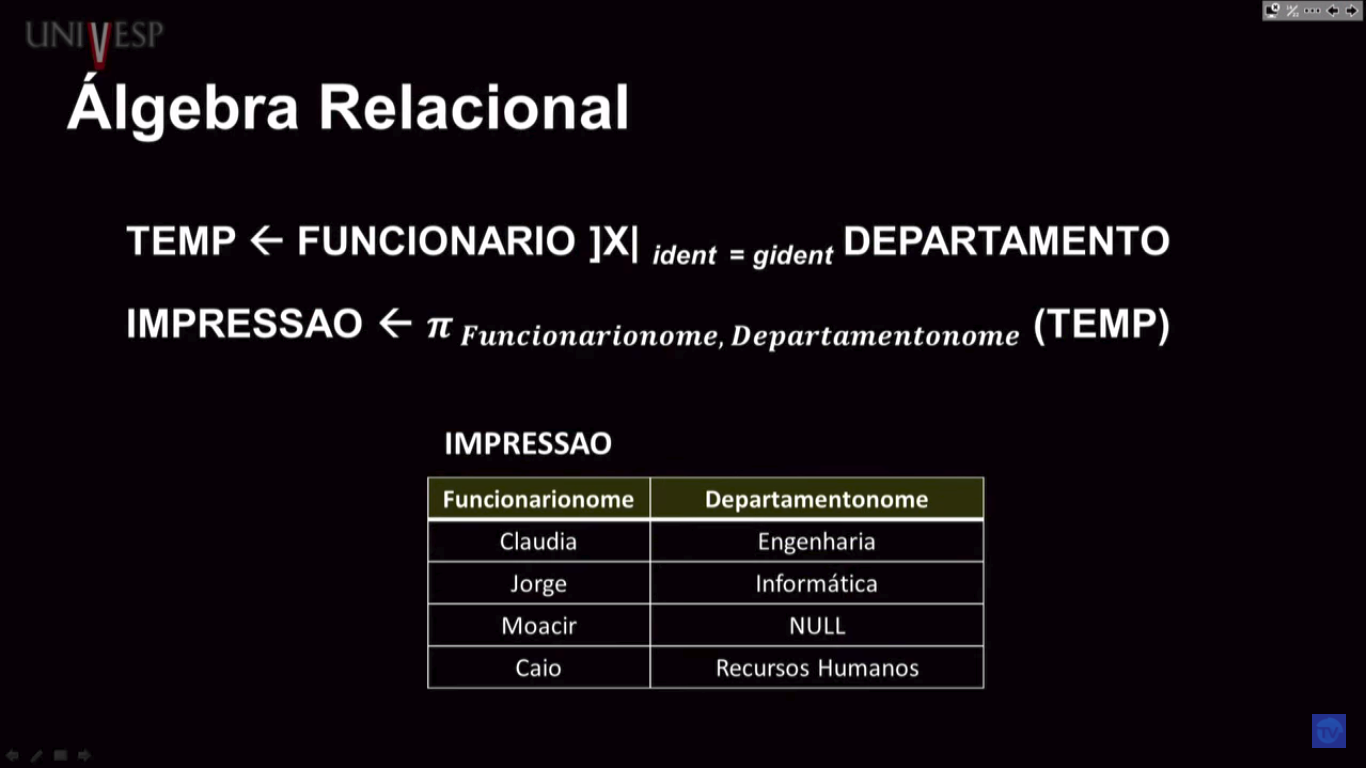 UNIVESP
Álgebra Relacional
TEMP ← FUNCIONARIO ]X| ident = gident DEPARTAMENTO
IMPRESSAO ← π Funcionarionome, Departamentonome (TEMP)
IMPRESSAO
Funcionarionome Departamentonome
Claudia Engenharia
Jorge Informática
Moacir NULL
Caio Recursos Humanos
TV